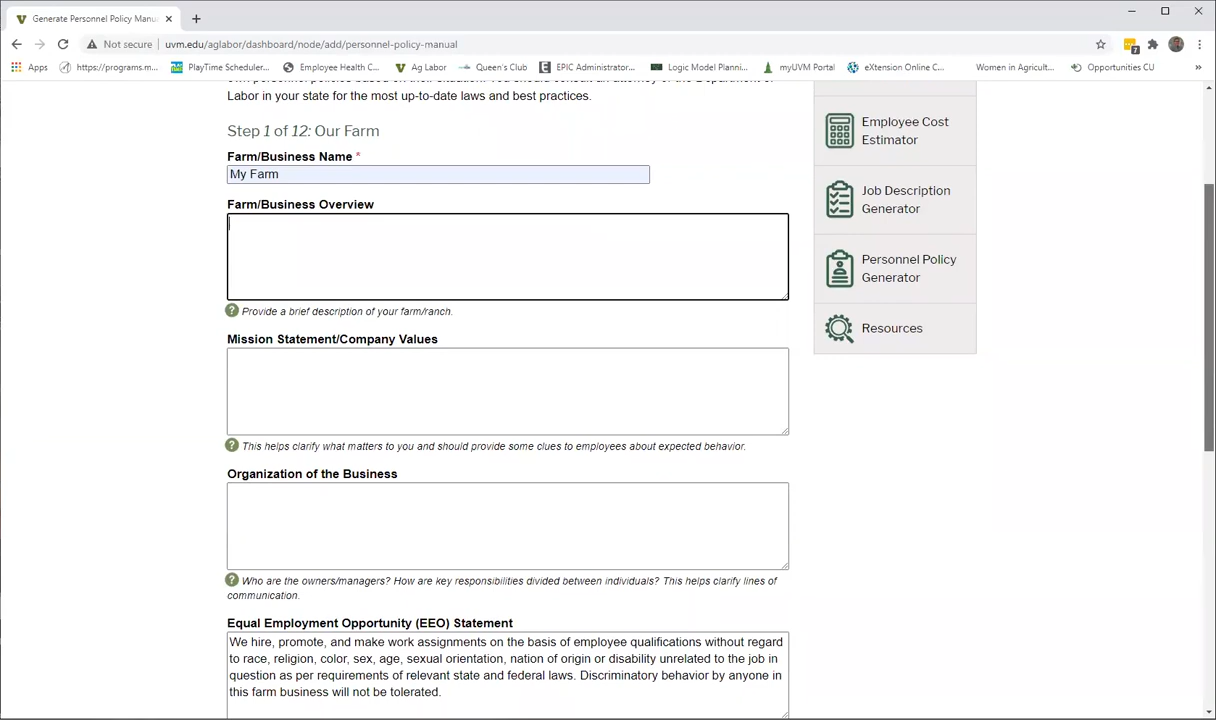 Generate Personnel Policy Manu
Not secure
uvm.edu/aglabor/dashboard/node/add/personnel-policy-manual
7
Apps
https://programs.m...
PlayTime Scheduler...
Employee Health C...
Ag Labor
Queen's Club
EPIC Administrator...
Logic Model Planni...
myUVM Portal
eXtension Online C...
Women in Agricult...
Opportunities CU
»
Labor in your state for the most up-to-date laws and best practices.
Step 1 of 12: Our Farm
Farm/Business Name *
My Farm
Farm/Business Overview
Provide a brief description of your farm/ranch.
Mission Statement/Company Values
This helps clarify what matters to you and should provide some clues to employees about expected behavior.
Organization of the Business
Who are the owners/managers? How are key responsibilities divided between individuals? This helps clarify lines of
communication.
Equal Employment Opportunity (EEO) Statement
We hire, promote, and make work assignments on the basis of employee qualifications without regard
to race, religion, color, sex, age, sexual orientation, nation of origin or disability unrelated to the job in
question as per requirements of relevant state and federal laws. Discriminatory behavior by anyone in
this farm business will not be tolerated.
Employee Cost
Estimator
Job Description
Generator
Personnel Policy
Generator
Resources